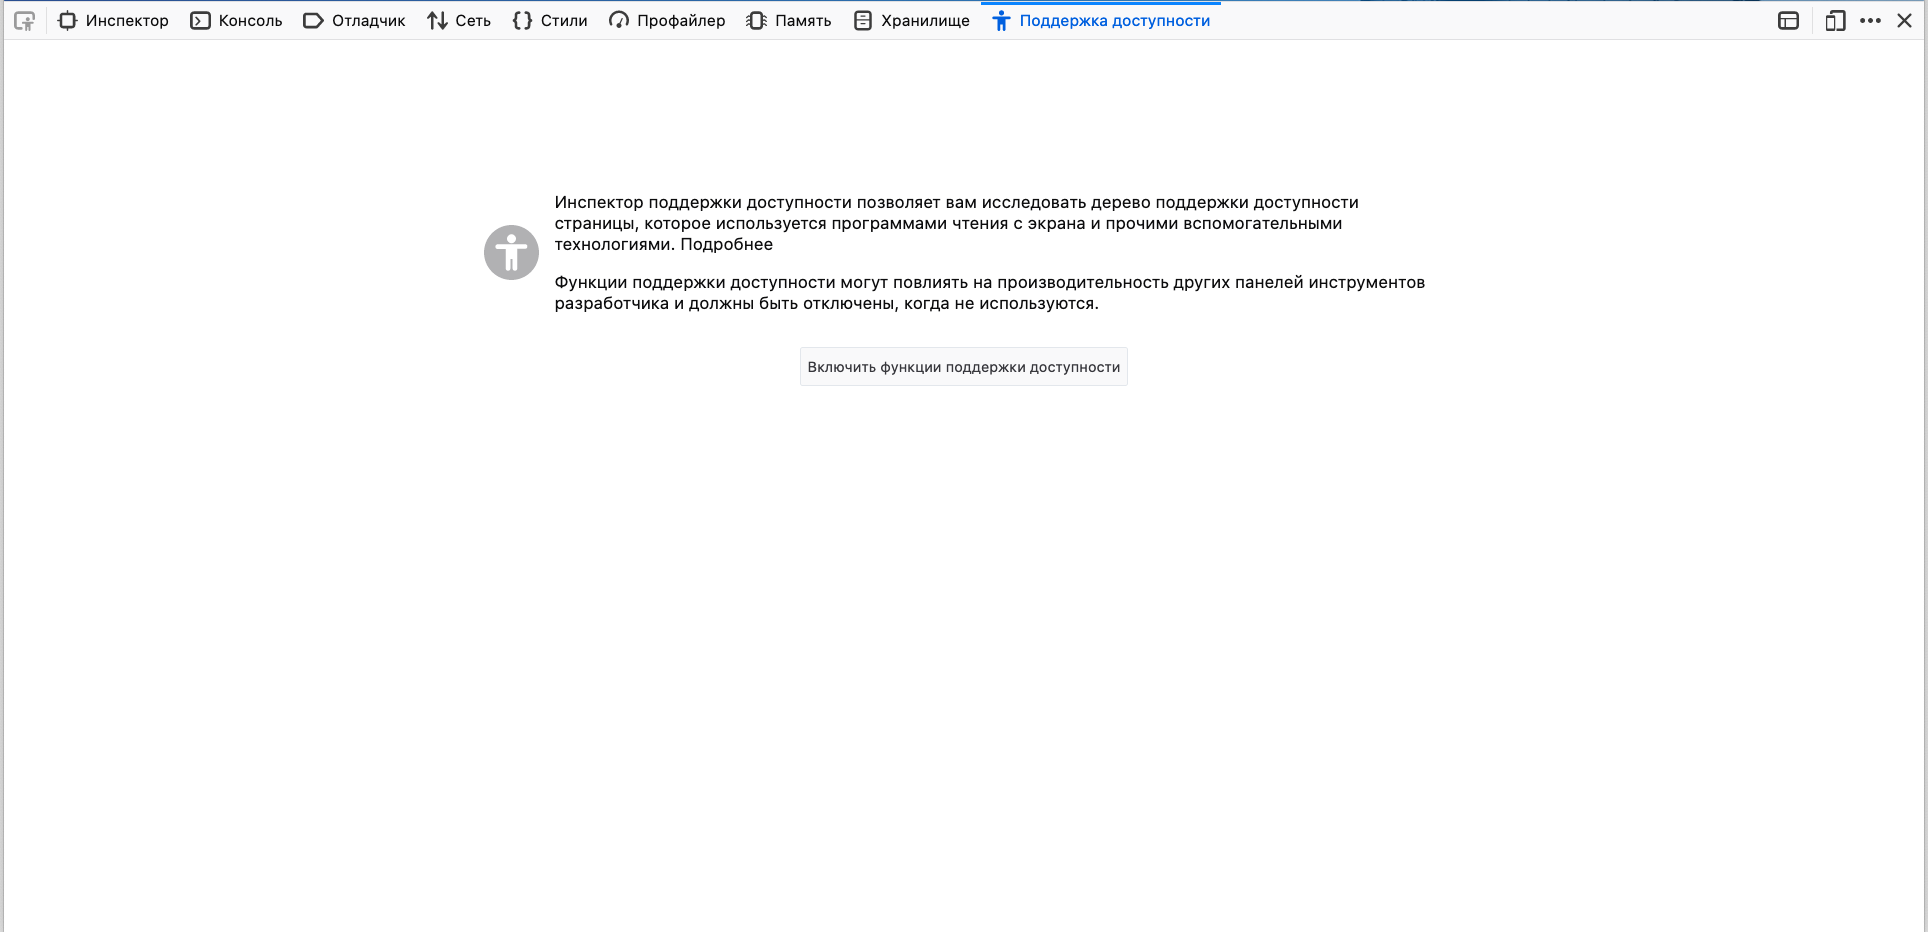 Инспектор Консоль Отладчик Сеть Стили Профайлер Память Хранилище Поддержка доступности
Инспектор поддержки доступности позволяет вам исследовать дерево поддержки доступности
страницы, которое используется программами чтения с экрана и прочими вспомогательными
технологиями. Подробнее
Функции поддержки доступности могут повлиять на производительность других панелей инструментов
разработчика и должны быть отключены, когда не используются.
Включить функции поддержки доступности